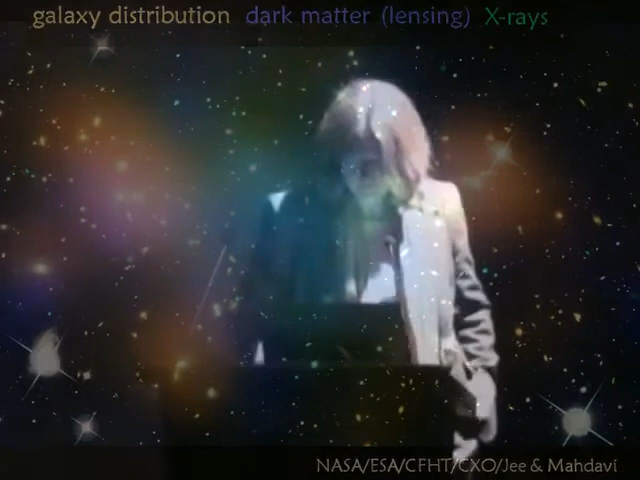 galaxy distribution dark matter (lensing) X-rays
NASA/ESA/CFHT/CXO/Jee & Mahdavi